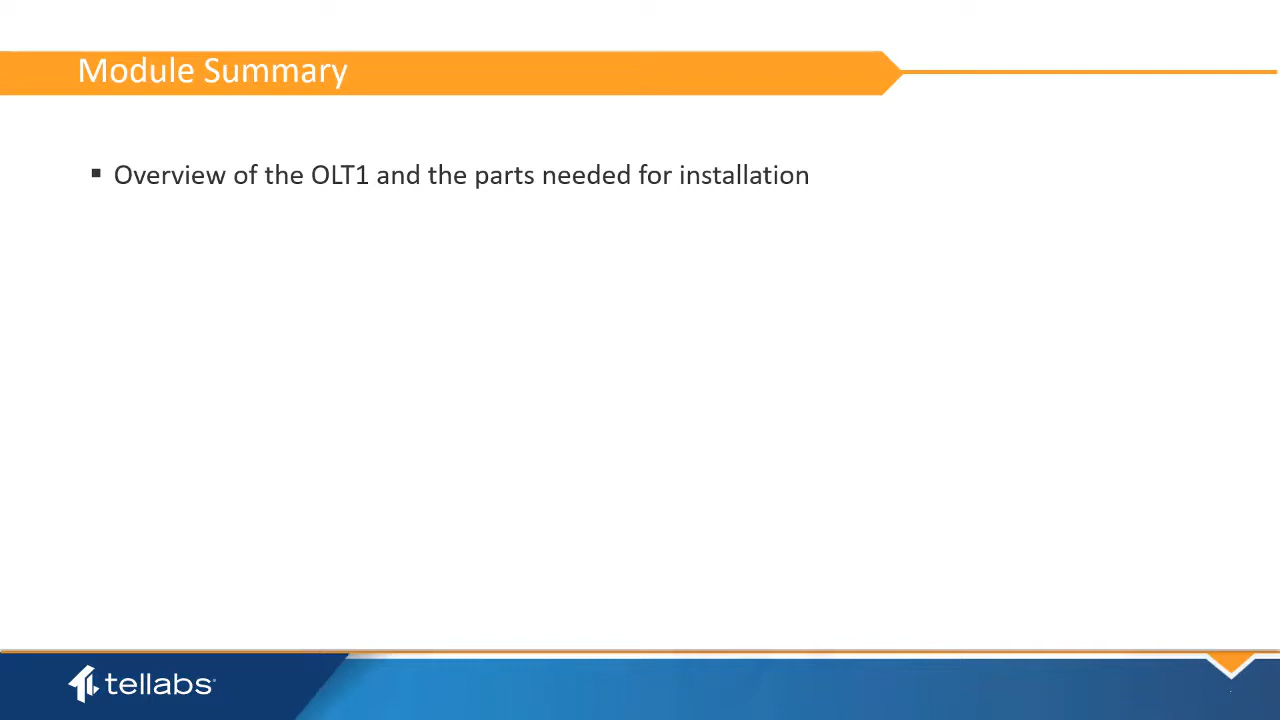 Module Summary
▪ Overview of the OLT1 and the parts needed for installation
tellabs